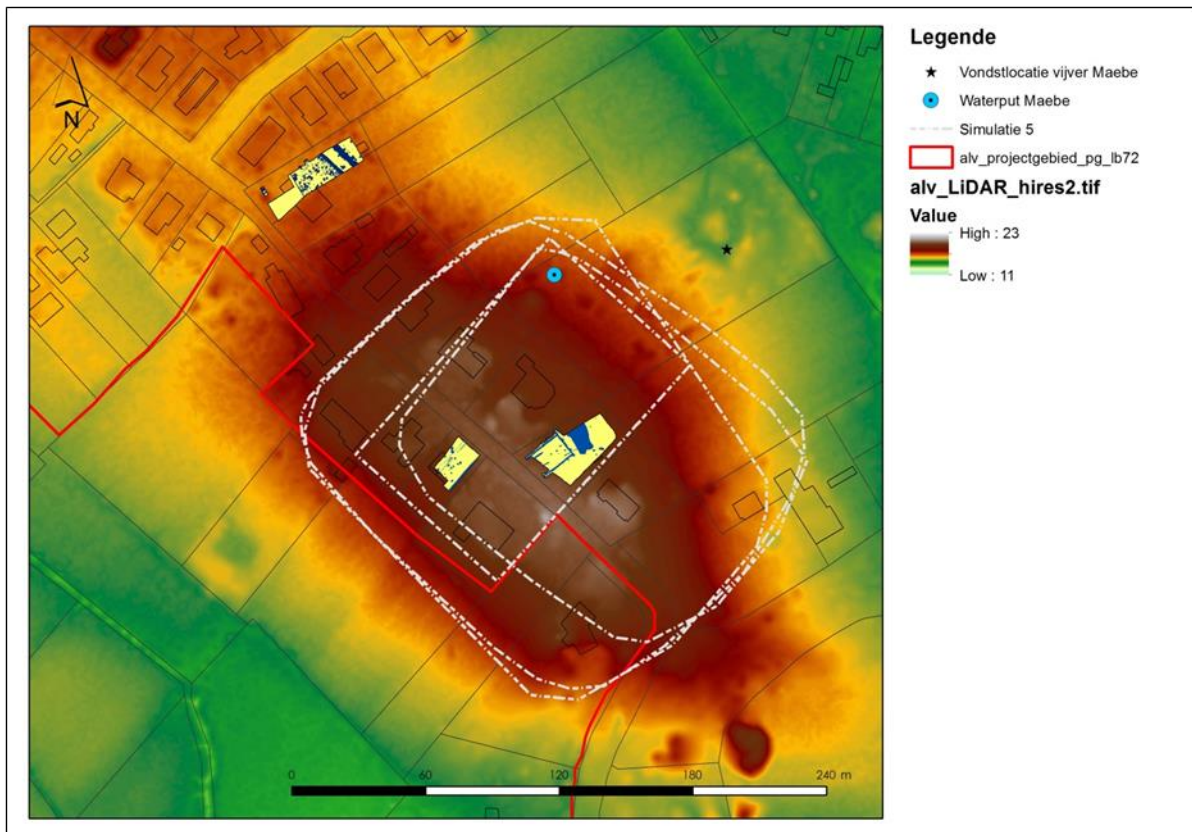 N
Legende
Vondstlocatie vijver Maebe
Waterput Maebe
Simulatie 5
alv_projectgebied_pg_lb72
alv_LiDAR_hires2.tif
Value
High : 23
Low : 11
0 60 120 180 240 m